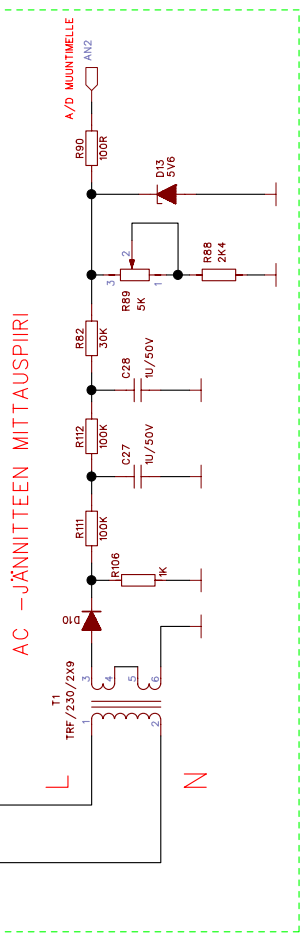 AC -JÄNNITTEEN MITTAUSPIIRI
A/D MUUNTIMELLE
AN2
R90
100R
D13
5V6
R89
5K
3
2
1
R88
2K4
R82
30K
C28
1U/50V
R112
100K
C27
1U/50V
R111
100K
R106
1K
D10
T1
TRF/230/2X9
3
4
5
6
1
2
L
N